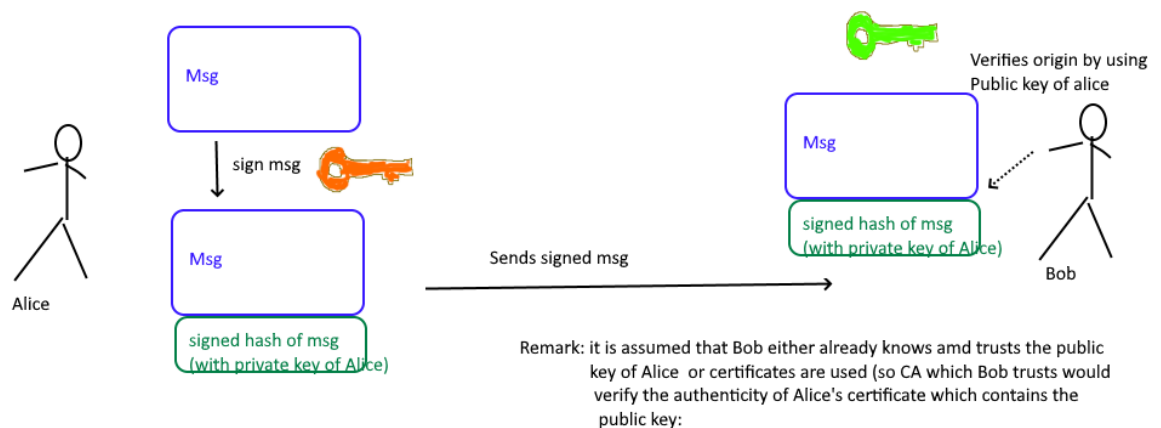 Msg
sign msg
Msg
signed hash of msg
(with private key of Alice)
Alice
Sends signed msg
Verifies origin by using
Public key of alice
Msg
signed hash of msg
(with private key of Alice)
Bob
Remark: it is assumed that Bob either already knows amd trusts the public
key of Alice or certificates are used (so CA which Bob trusts would
verify the authenticity of Alice's certificate which contains the
public key: